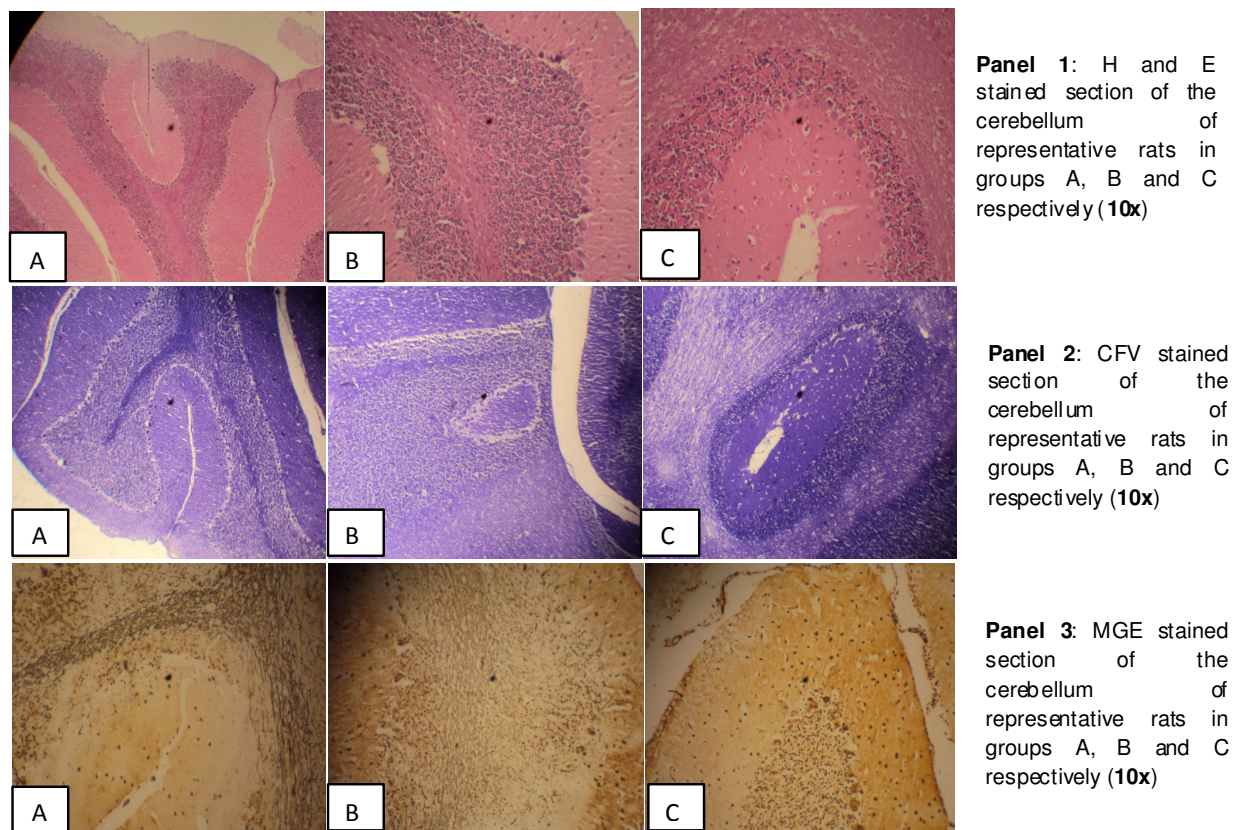 A
B
C
Panel 1: H and E
stained section of the
cerebellum of
representative rats in
groups A, B and C
respectively (10x)
A
B
C
Panel 2: CFV stained
section of the
cerebellum of
representative rats in
groups A, B and C
respectively (10x)
A
B
C
Panel 3: MGE stained
section of the
cerebellum of
representative rats in
groups A, B and C
respectively (10x)